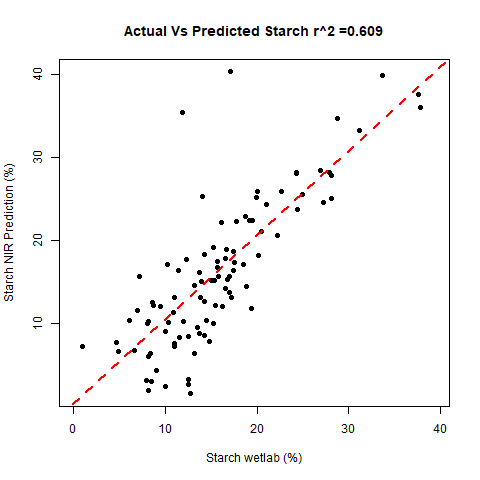 Actual Vs Predicted Starch r^2 =0.609
Starch NIR Prediction (%)
40
30
20
10
0 10 20 30 40
Starch wetlab (%)